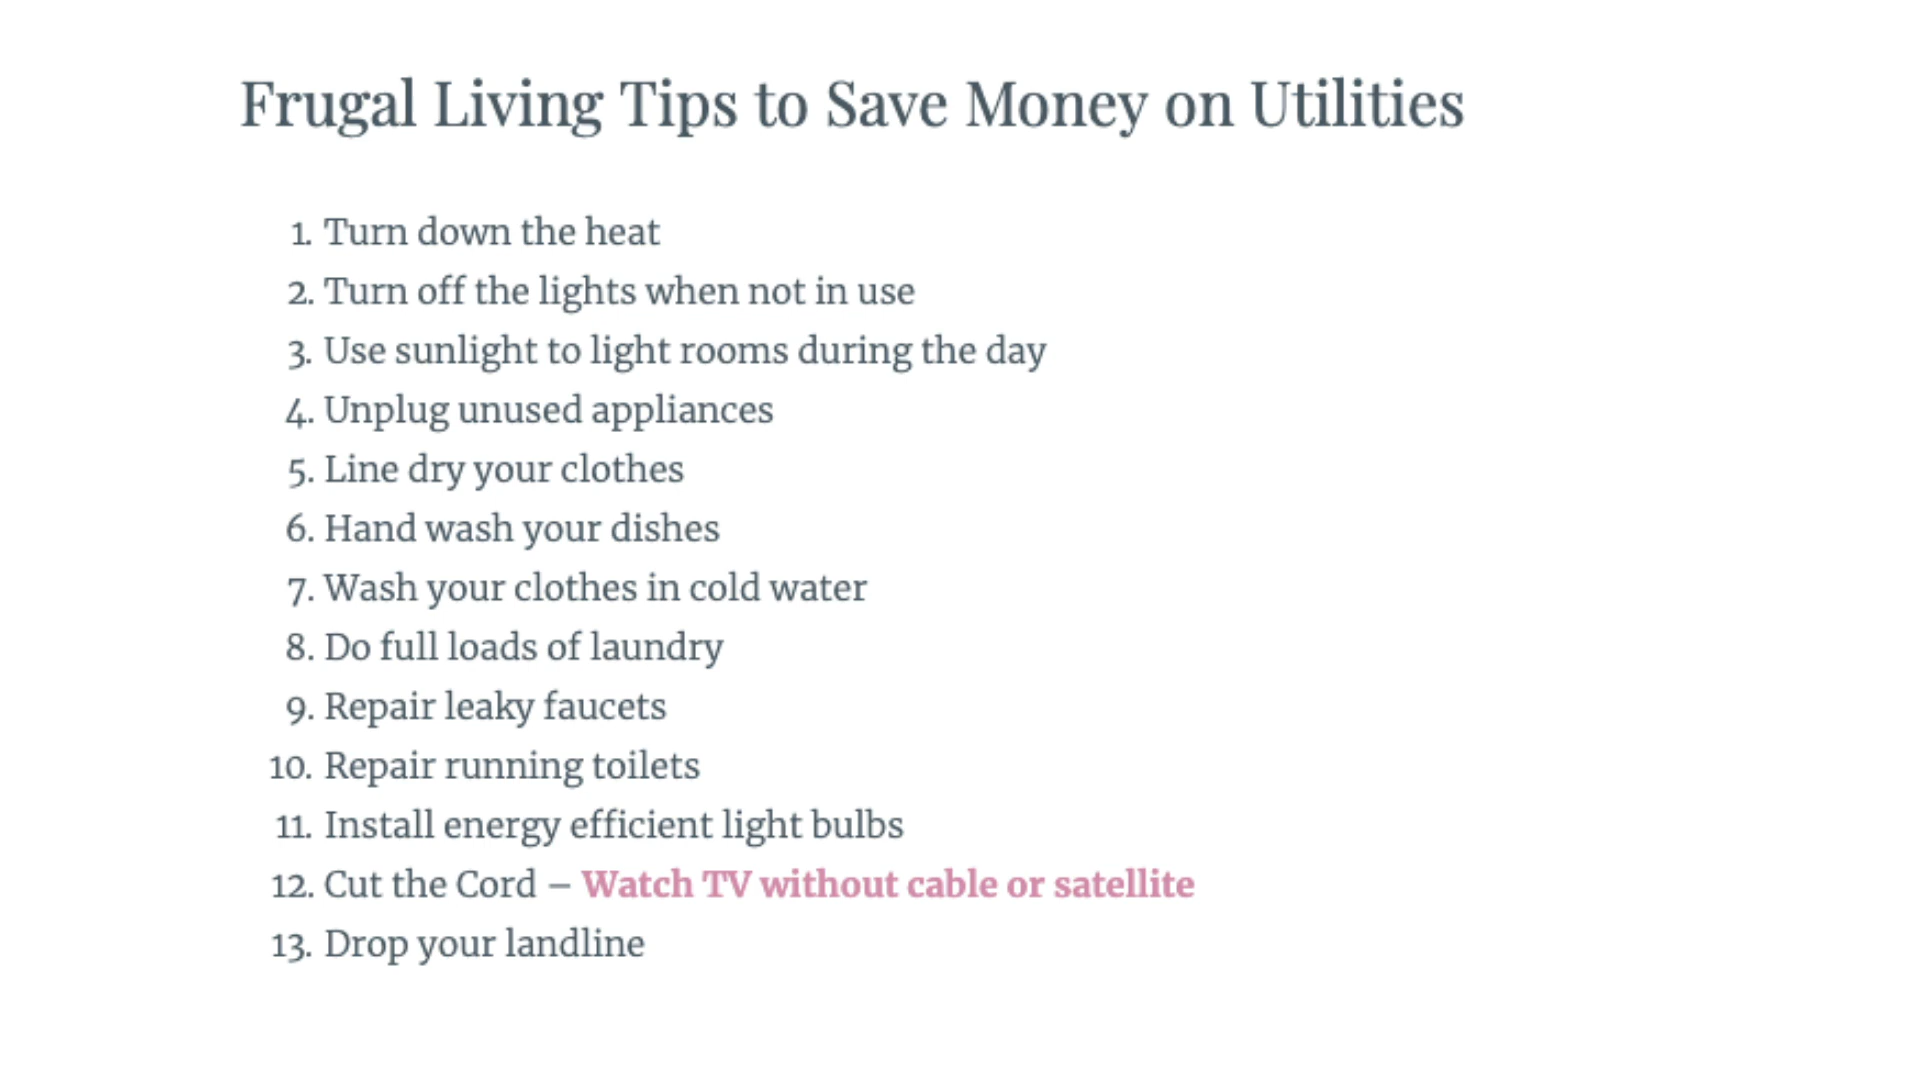 Frugal Living Tips to Save Money on Utilities
1. Turn down the heat
2. Turn off the lights when not in use
3. Use sunlight to light rooms during the day
4. Unplug unused appliances
5. Line dry your clothes
6. Hand wash your dishes
7. Wash your clothes in cold water
8. Do full loads of laundry
9. Repair leaky faucets
10. Repair running toilets
11. Install energy efficient light bulbs
12. Cut the Cord – Watch TV without cable or satellite
13. Drop your landline